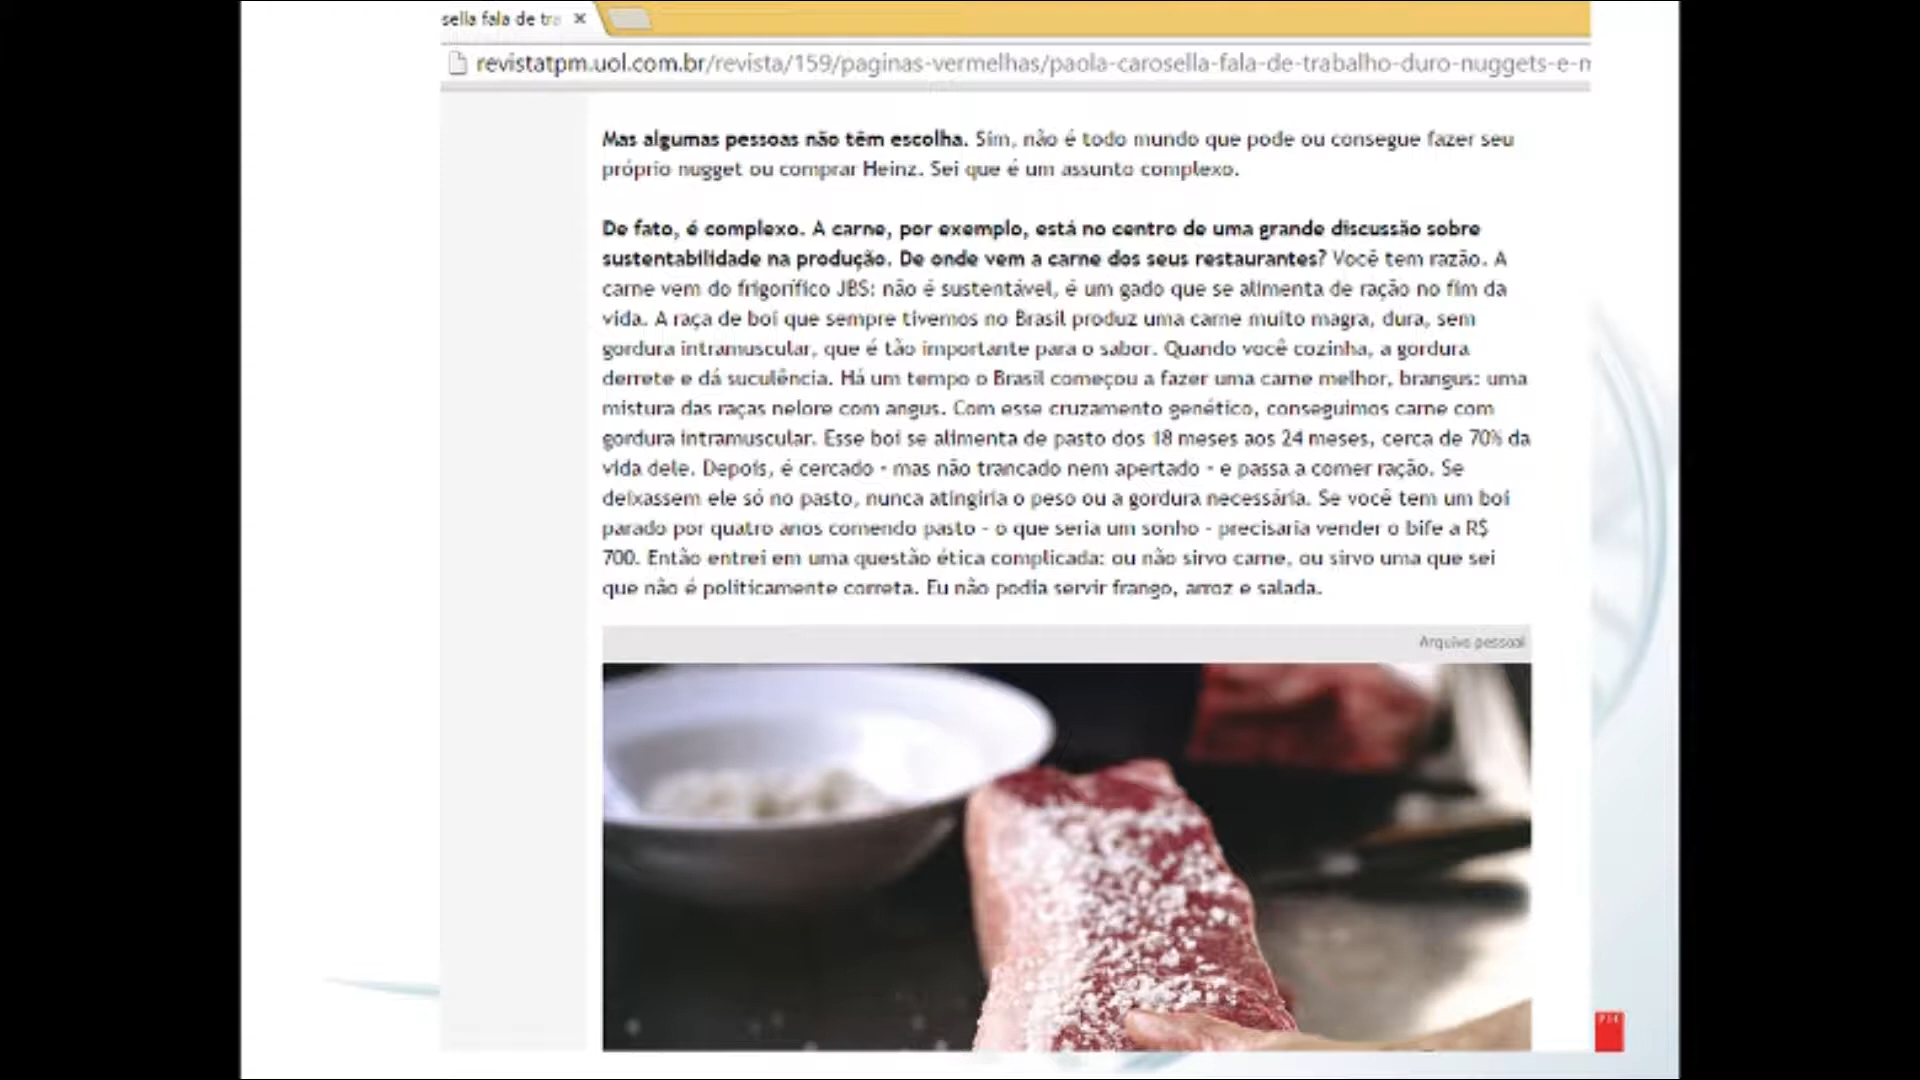 sella fala de tra
revistatpm.uol.com.br/revista/159/paginas-vermelhas/paola-carosella-fala-de-trabalho-duro-nuggets-e-n
Mas algumas pessoas não têm escolha. Sim, não é todo mundo que pode ou consegue fazer seu
próprio nugget ou comprar Heinz. Sei que é um assunto complexo.
De fato, é complexo. A carne, por exemplo, está no centro de uma grande discussão sobre
sustentabilidade na produção. De onde vem a carne dos seus restaurantes? Você tem razão. A
carne vem do frigorífico JBS: não é sustentável, é um gado que se alimenta de ração no fim da
vida. A raça de boi que sempre tivemos no Brasil produz uma carne muito magra, dura, sem
gordura intramuscular, que é tão importante para o sabor. Quando você cozinha, a gordura
derrete e dá suculência. Há um tempo o Brasil começou a fazer uma carne melhor, brangus: uma
mistura das raças nelore com angus. Com esse cruzamento genético, conseguimos carne com
gordura intramuscular. Esse boi se alimenta de pasto dos 18 meses aos 24 meses, cerca de 70% da
vida dele. Depois, é cercado - mas não trancado nem apertado - e passa a comer ração. Se
deixassem ele só no pasto, nunca atingiria o peso ou a gordura necessária. Se você tem um boi
parado por quatro anos comendo pasto - o que seria um sonho - precisaria vender o bife a R$
700. Então entrei em uma questão ética complicada: ou não sirvo carne, ou sirvo uma que sei
que não é politicamente correta. Eu não podia servir frango, arroz e salada.
Arquivo pessoal